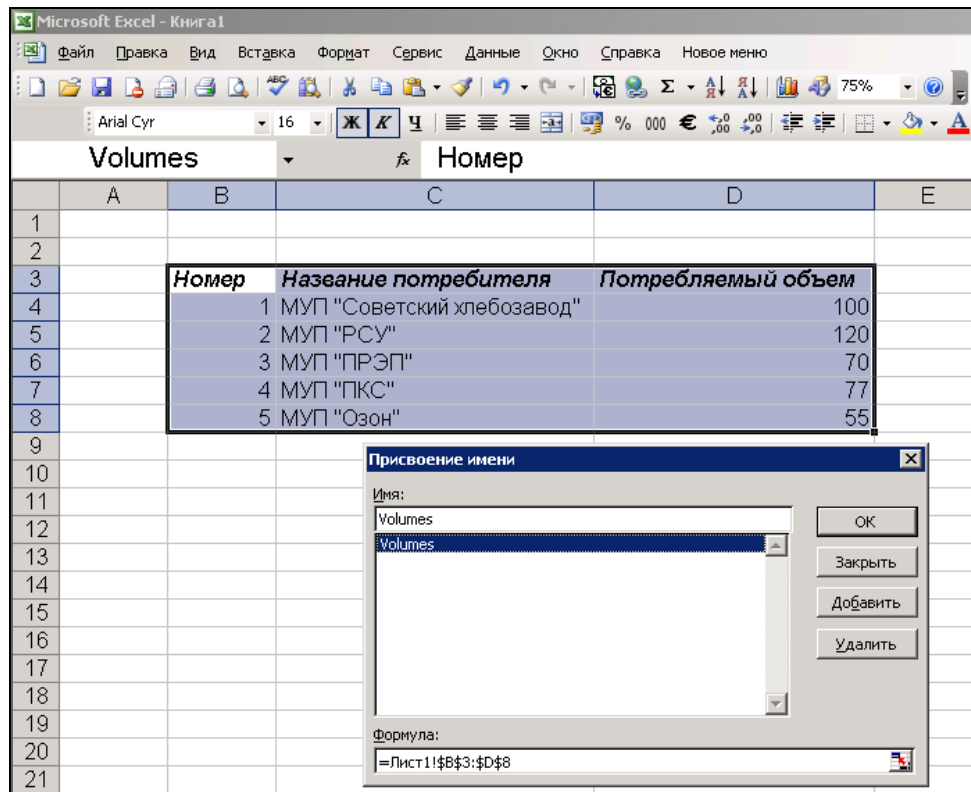 Microsoft Excel - Книга1
Файл Правка Вид Вставка Формат Сервис Данные Окно Справка Новое меню
75%
Arial Cyr 16 Ж К Ч % 000 €
Volumes fx Номер
A B C D E
1
2
3 Номер Название потребителя Потребляемый объем
4 1 МУП "Советский хлебозавод" 100
5 2 МУП "РСУ" 120
6 3 МУП "ПРЭП" 70
7 4 МУП "ПКС" 77
8 5 МУП "Озон" 55
9
Присвоение имени
10
Имя:
11
Volumes ОК
12
Volumes
13
Закрыть
14
Добавить
15
16
Удалить
17
18
19
Формула:
20
=Лист1!$B$3:$D$8
21